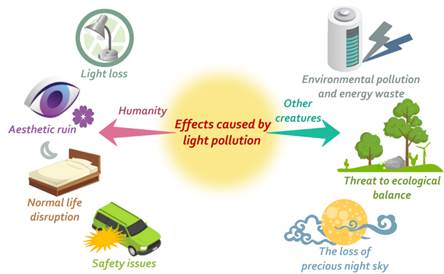 Light loss
Humanity
Aesthetic ruin
Normal life
disruption
Safety issues
Effects caused by
light pollution
Other
creatures
Environmental pollution
and energy waste
Threat to ecological
balance
The loss of
precious night sky